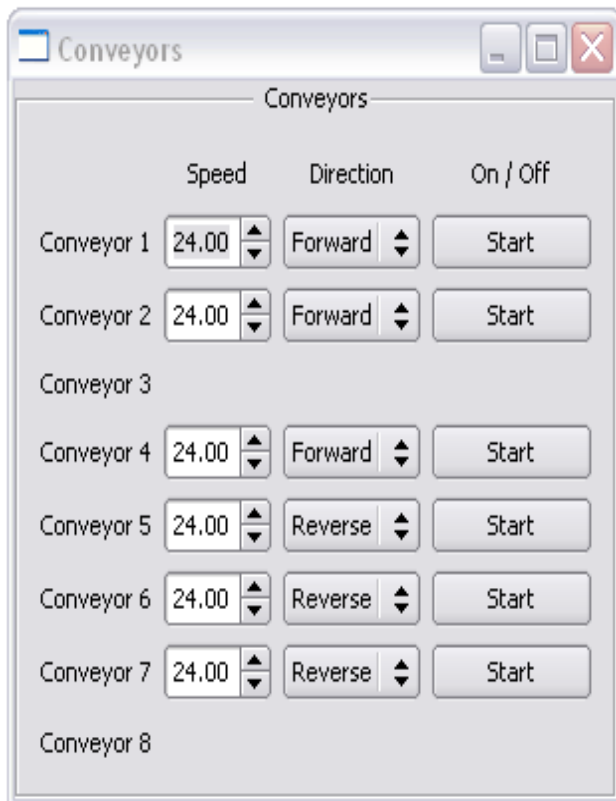 Conveyors
Conveyors
Speed Direction On / Off
Conveyor 1 24.00 Forward Start
Conveyor 2 24.00 Forward Start
Conveyor 3
Conveyor 4 24.00 Forward Start
Conveyor 5 24.00 Reverse Start
Conveyor 6 24.00 Reverse Start
Conveyor 7 24.00 Reverse Start
Conveyor 8